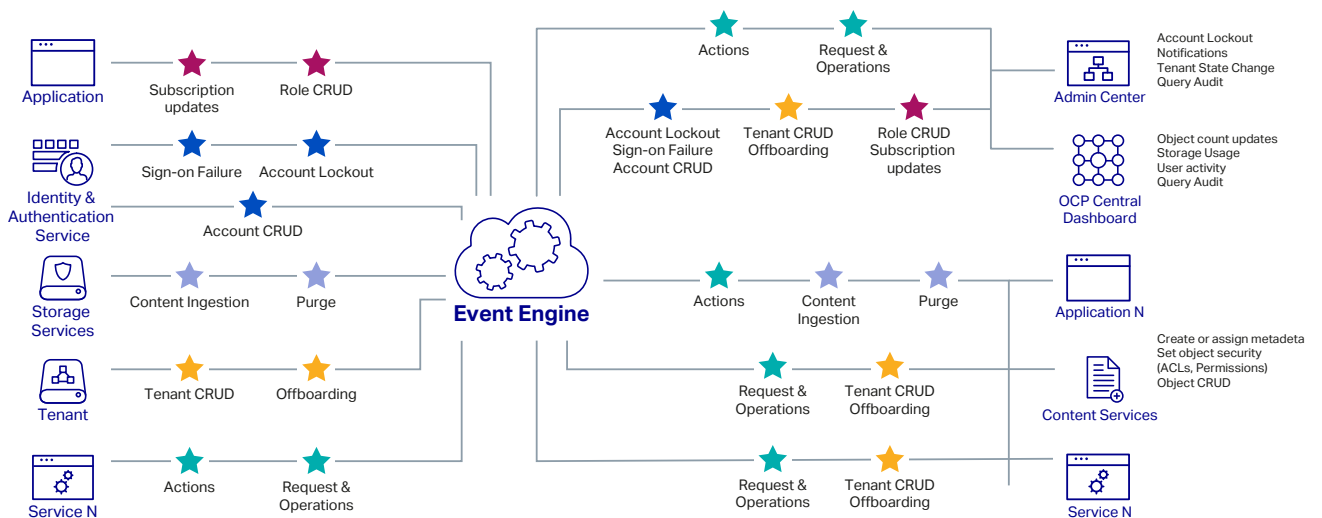 Application
Subscription
updates
Role CRUD
Identity &
Authentication
Service
Sign-on Failure
Account Lockout
Account CRUD
Storage
Services
Content Ingestion
Purge
Tenant
Tenant CRUD
Offboarding
Service N
Actions
Request &
Operations
Event Engine
Actions
Request &
Operations
Account Lockout
Sign-on Failure
Account CRUD
Tenant CRUD
Offboarding
Role CRUD
Subscription
updates
Admin Center
Account Lockout
Notifications
Tenant State Change
Query Audit
OCP Central
Dashboard
Object count updates
Storage Usage
User activity
Query Audit
Actions
Content
Ingestion
Purge
Application N
Request &
Operations
Tenant CRUD
Offboarding
Content Services
Create or assign metadeta
Set object security
(ACLs, Permissions)
Object CRUD
Request &
Operations
Tenant CRUD
Offboarding
Service N